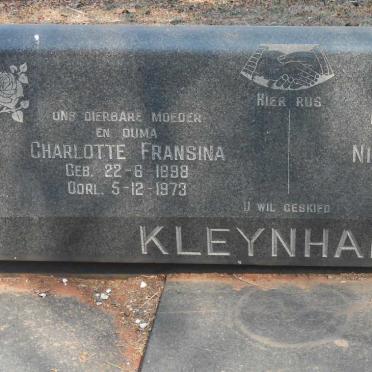 ONS DIERBARE MOEDER
EN OUMA
CHARLOTTE FRANSINA
GEB. 22-6-1898
OORL. 5-12-1973
HIER RUS
U WIL GESKIED
NI
KLEYNHA